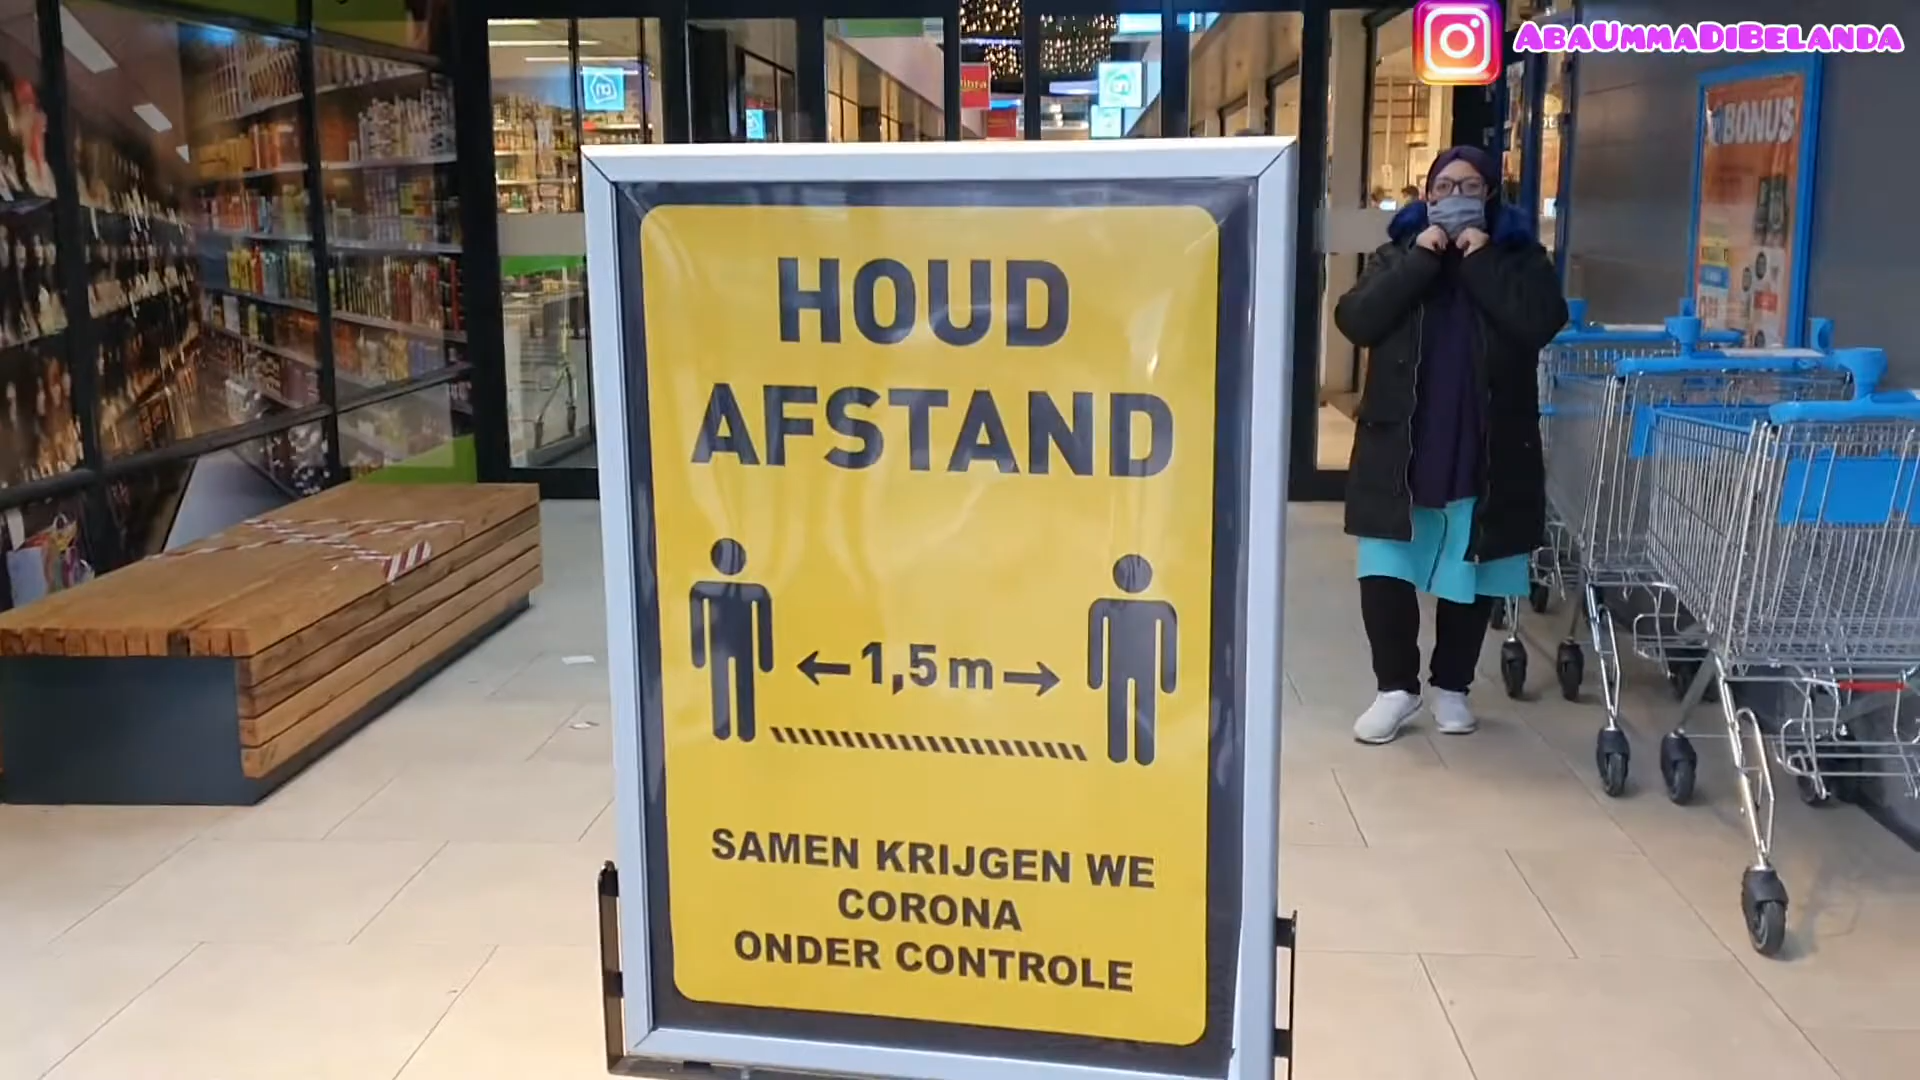 AbaUmmaDiBelanda
BONUS
HOUD
AFSTAND
1,5 m
SAMEN KRIJGEN WE
CORONA
ONDER CONTROLE